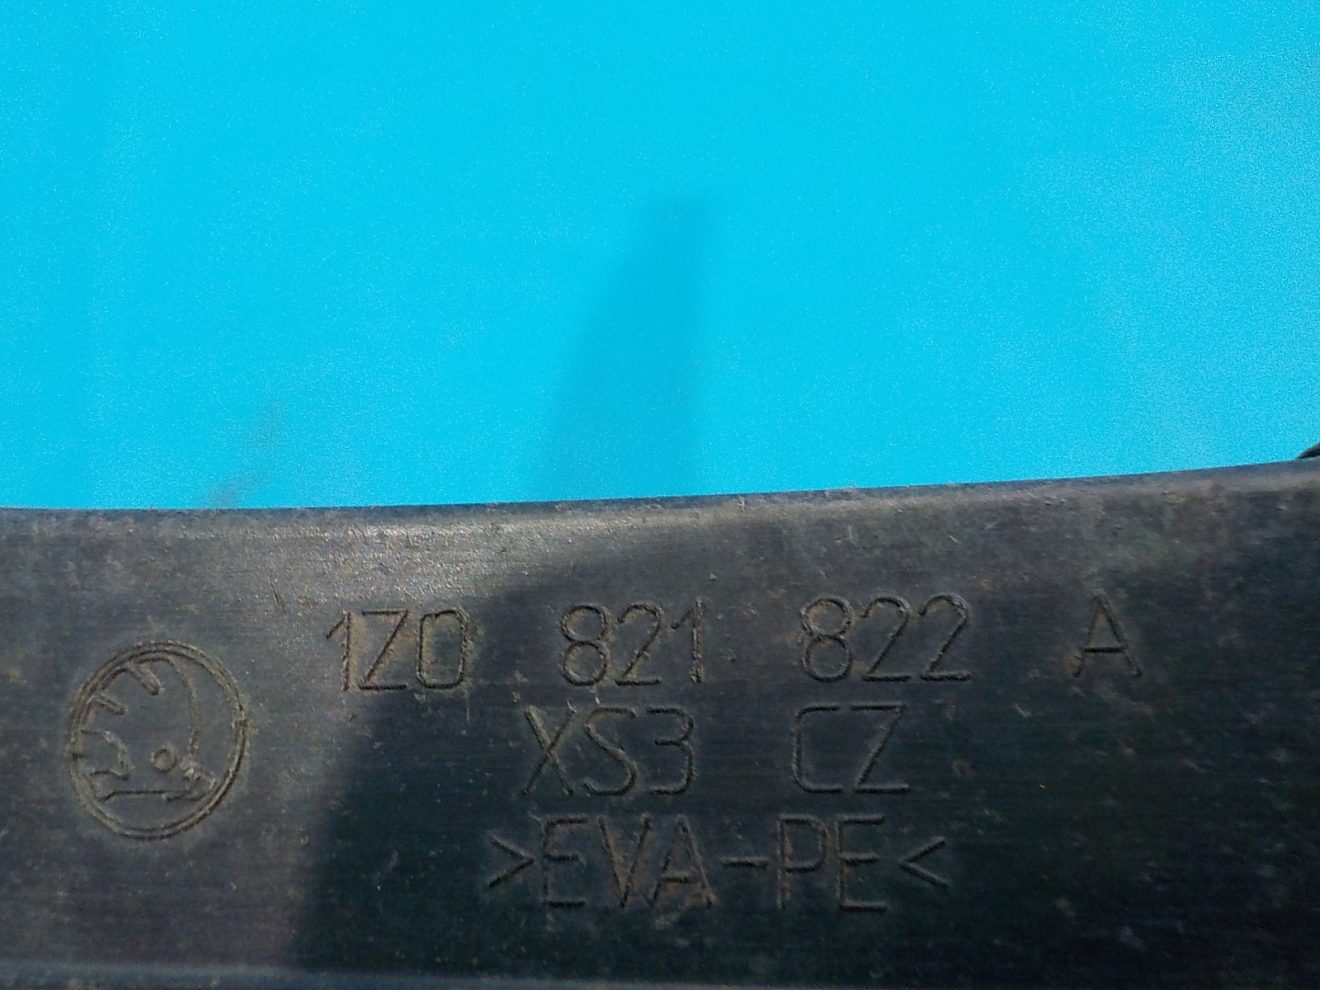 1Z0 821 822 A
XS3 CZ
>EVA-PE<